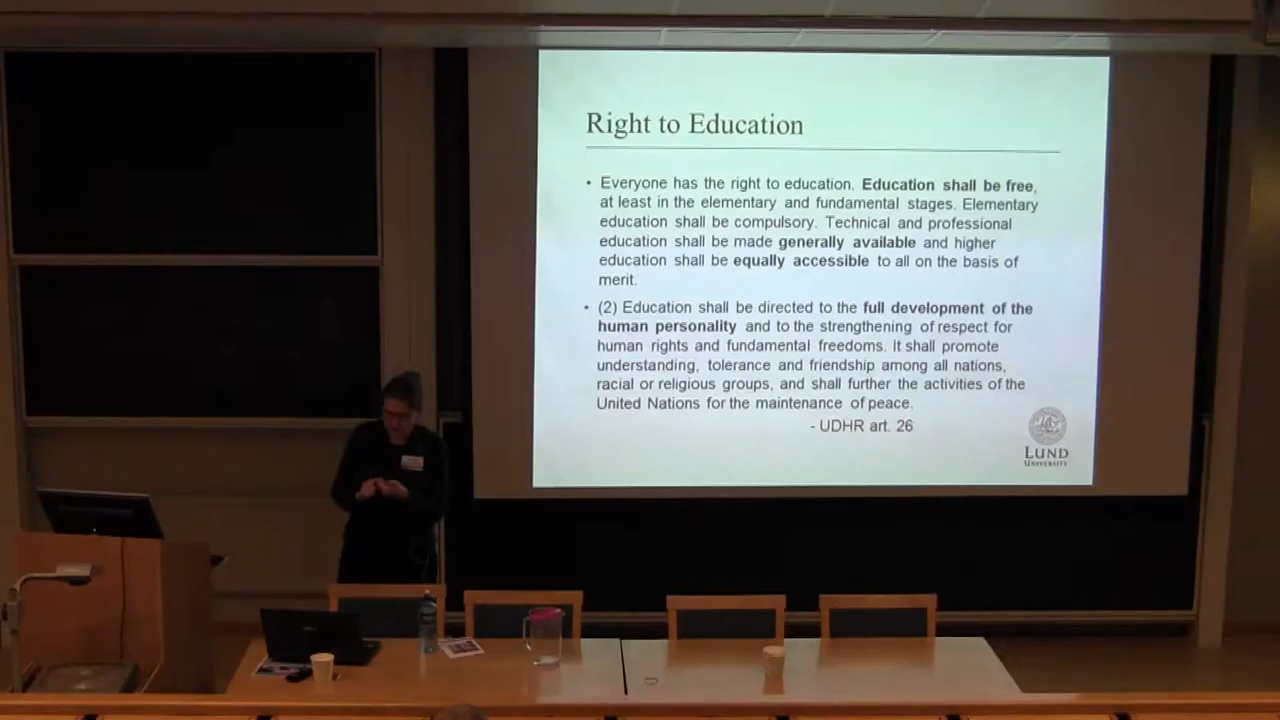 Right to Education
• Everyone has the right to education. Education shall be free,
at least in the elementary and fundamental stages. Elementary
education shall be compulsory. Technical and professional
education shall be made generally available and higher
education shall be equally accessible to all on the basis of
merit.
• (2) Education shall be directed to the full development of the
human personality and to the strengthening of respect for
human rights and fundamental freedoms. It shall promote
understanding, tolerance and friendship among all nations,
racial or religious groups, and shall further the activities of the
United Nations for the maintenance of peace.
- UDHR art. 26
LUND
UNIVERSITY